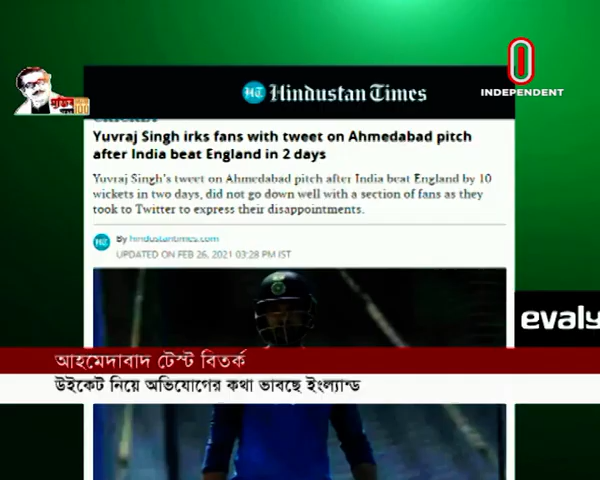 HT Hindustan Times
INDEPENDENT
CRICKET
Yuvraj Singh irks fans with tweet on Ahmedabad pitch
after India beat England in 2 days
Yuvraj Singh's tweet on Ahmedabad pitch after India beat England by 10
wickets in two days, did not go down well with a section of fans as they
took to Twitter to express their disappointments.
HT By hindustantimes.com
UPDATED ON FEB 26, 2021 03:28 PM IST
evaly
আহমেদাবাদ টেস্ট বিতর্ক
উইকেট নিয়ে অভিযোগের কথা ভাবছে ইংল্যান্ড